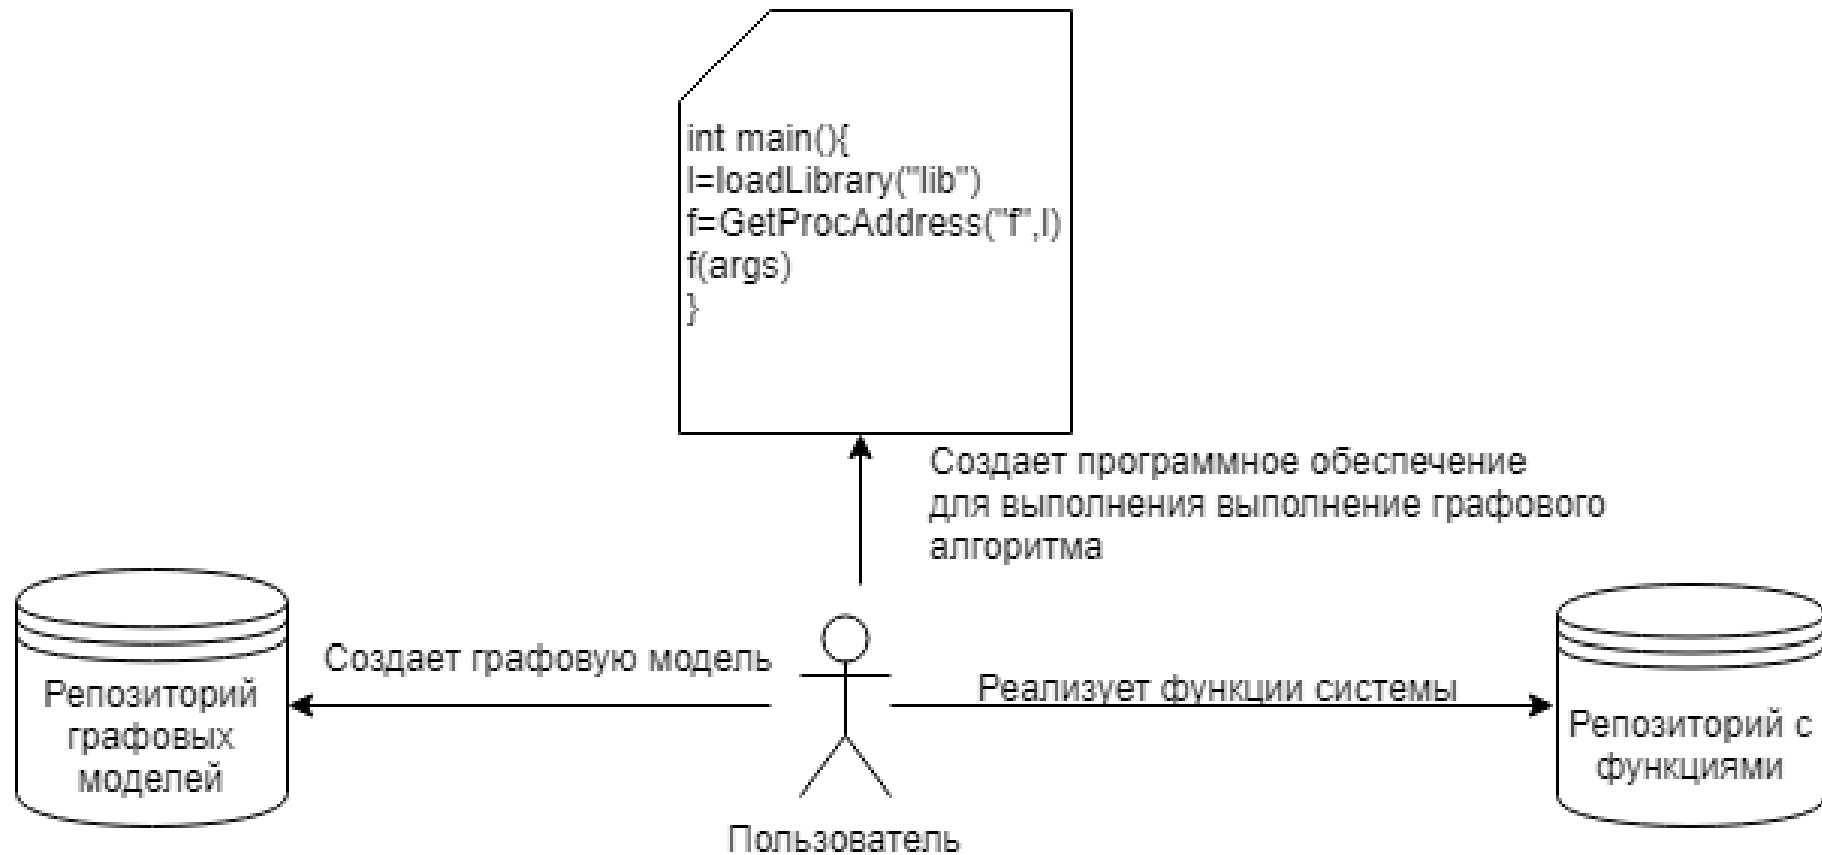 int main(){
l=loadLibrary("lib")
f=GetProcAddress("f",l)
f(args)
}
Создает программное обеспечение
для выполнения выполнение графового
алгоритма
Создает графовую модель
Реализует функции системы
Репозиторий
графовых
моделей
Репозиторий с
функциями
Пользователь